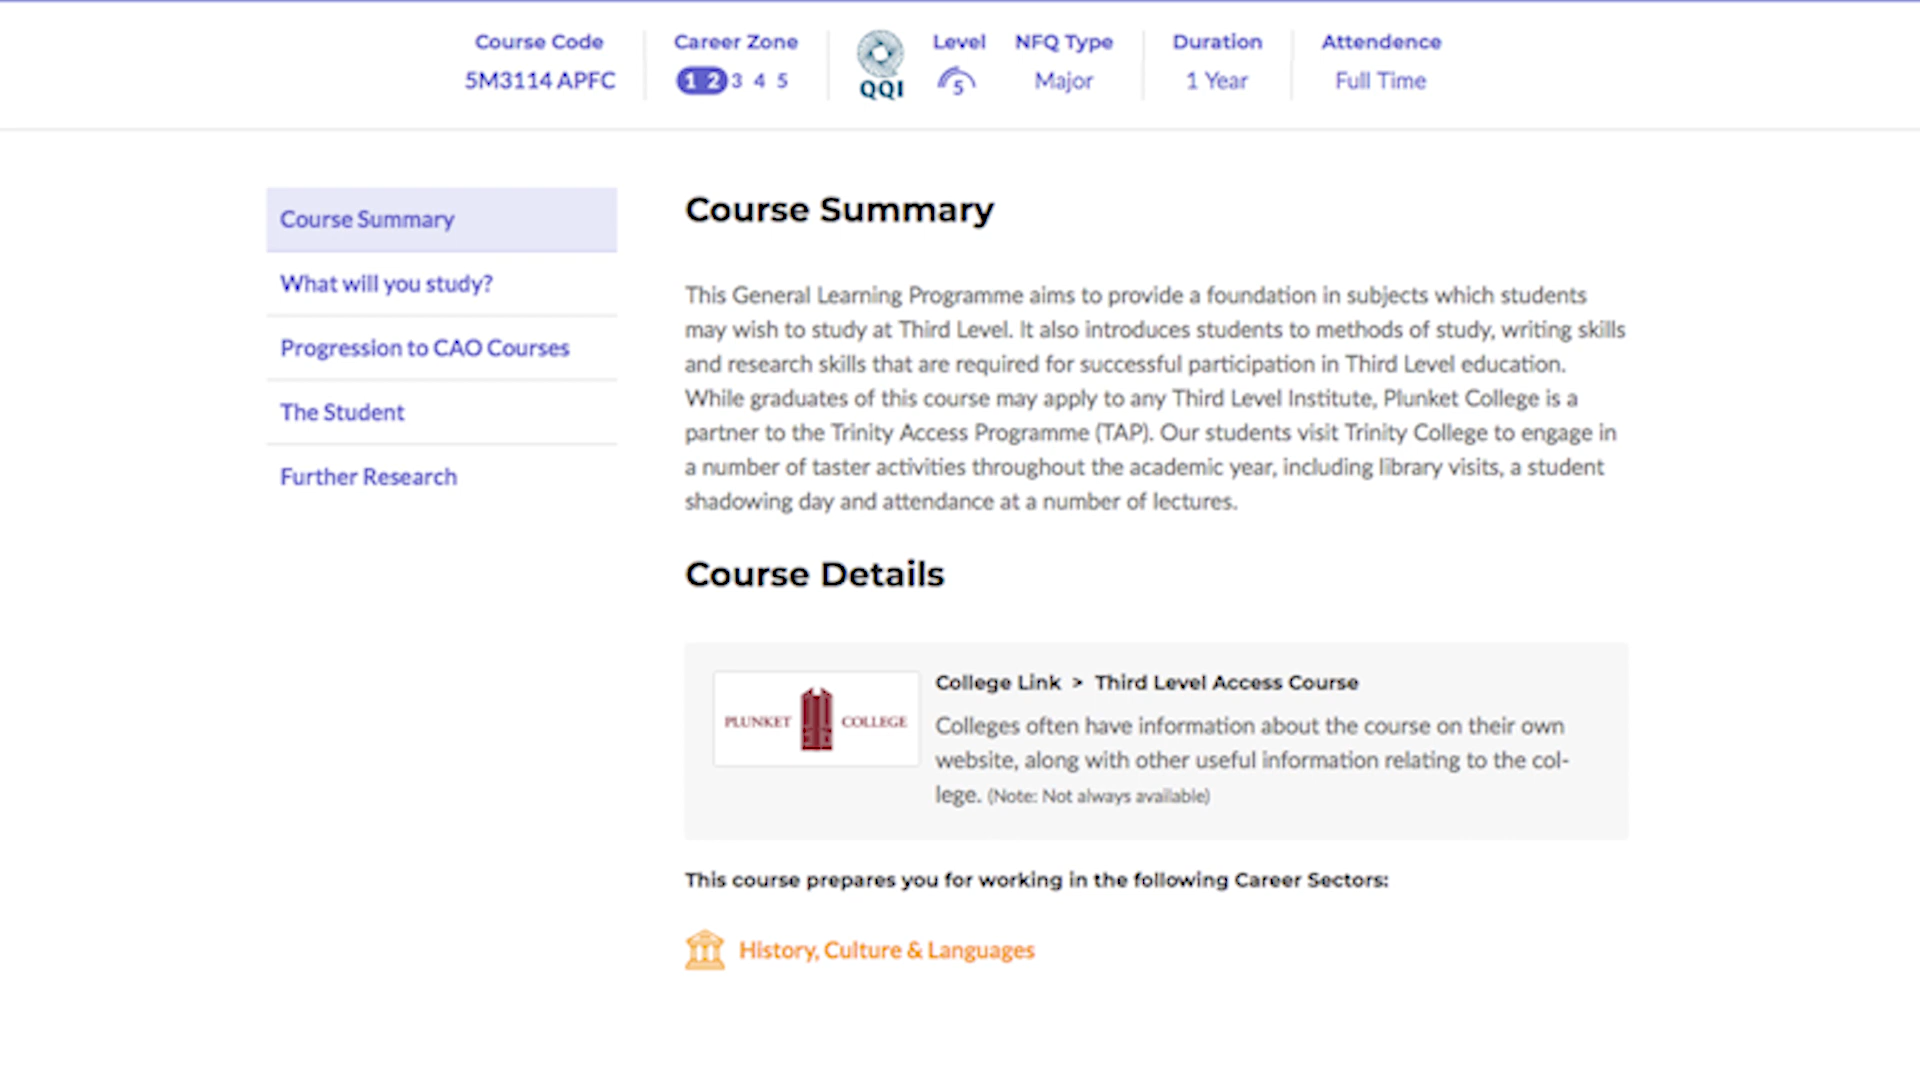 Course Code
5M3114 APFC
Career Zone
1 2 3 4 5
QQI
Level
5
NFQ Type
Major
Duration
1 Year
Attendence
Full Time
Course Summary
What will you study?
Progression to CAO Courses
The Student
Further Research
Course Summary
This General Learning Programme aims to provide a foundation in subjects which students
may wish to study at Third Level. It also introduces students to methods of study, writing skills
and research skills that are required for successful participation in Third Level education.
While graduates of this course may apply to any Third Level Institute, Plunket College is a
partner to the Trinity Access Programme (TAP). Our students visit Trinity College to engage in
a number of taster activities throughout the academic year, including library visits, a student
shadowing day and attendance at a number of lectures.
Course Details
PLUNKET COLLEGE
College Link > Third Level Access Course
Colleges often have information about the course on their own
website, along with other useful information relating to the col-
lege. (Note: Not always available)
This course prepares you for working in the following Career Sectors:
History, Culture & Languages